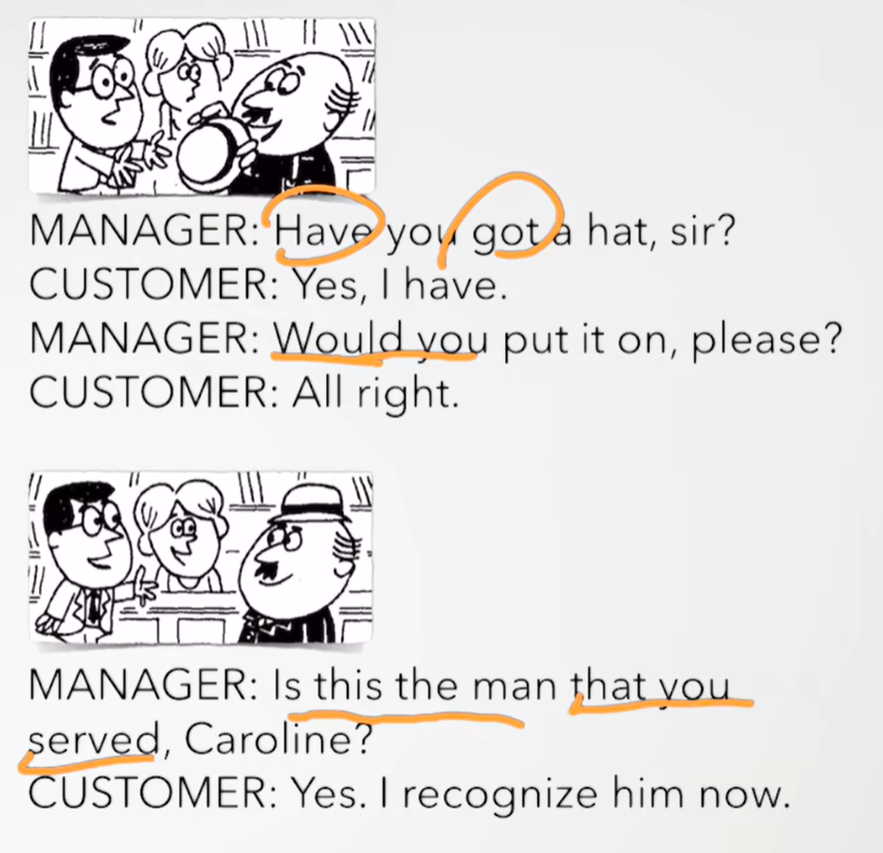 MANAGER: Have you got a hat, sir?
CUSTOMER: Yes, I have.
MANAGER: Would you put it on, please?
CUSTOMER: All right.
MANAGER: Is this the man that you
served, Caroline?
CUSTOMER: Yes. I recognize him now.